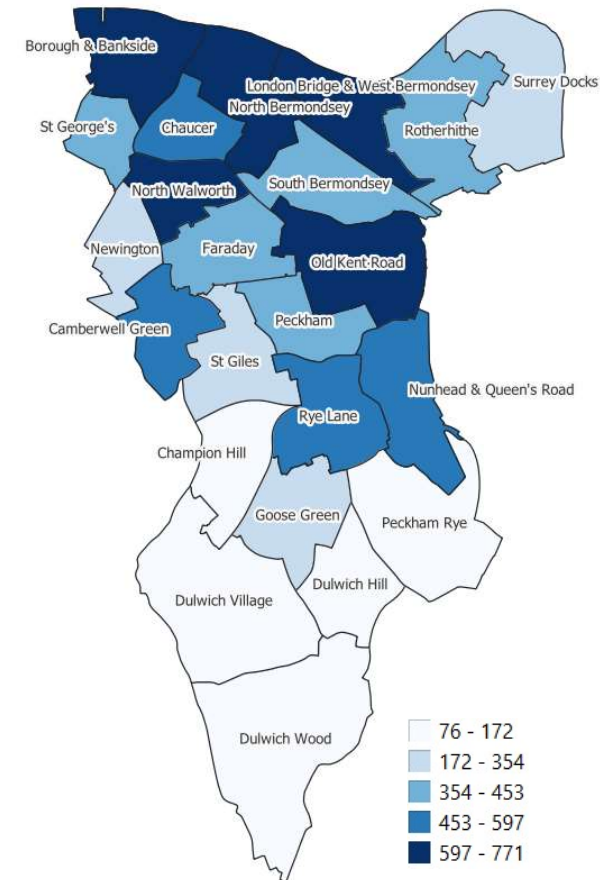 Borough & Bankside
London Bridge & West Bermondsey
Surrey Docks
North Bermondsey
St George's
Chaucer
Rotherhithe
North Walworth
South Bermondsey
Newington
Faraday
Old Kent Road
Camberwell Green
Peckham
St Giles
Nunhead & Queen's Road
Rye Lane
Champion Hill
Goose Green
Peckham Rye
Dulwich Hill
Dulwich Village
Dulwich Wood
76 - 172
172 - 354
354 - 453
453 - 597
597 - 771